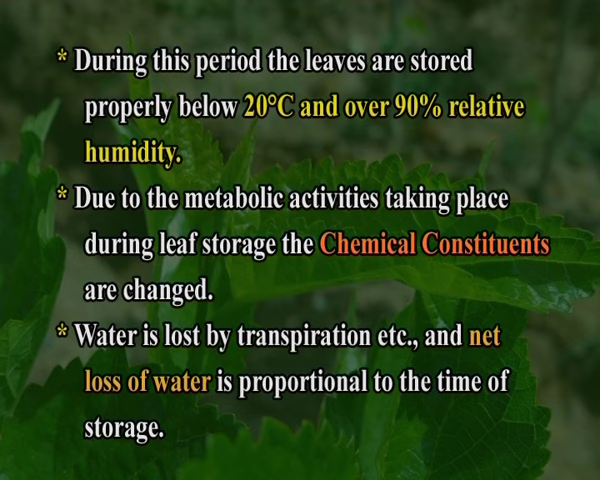 * During this period the leaves are stored
properly below 20°C and over 90% relative
humidity.
* Due to the metabolic activities taking place
during leaf storage the Chemical Constituents
are changed.
* Water is lost by transpiration etc., and net
loss of water is proportional to the time of
storage.